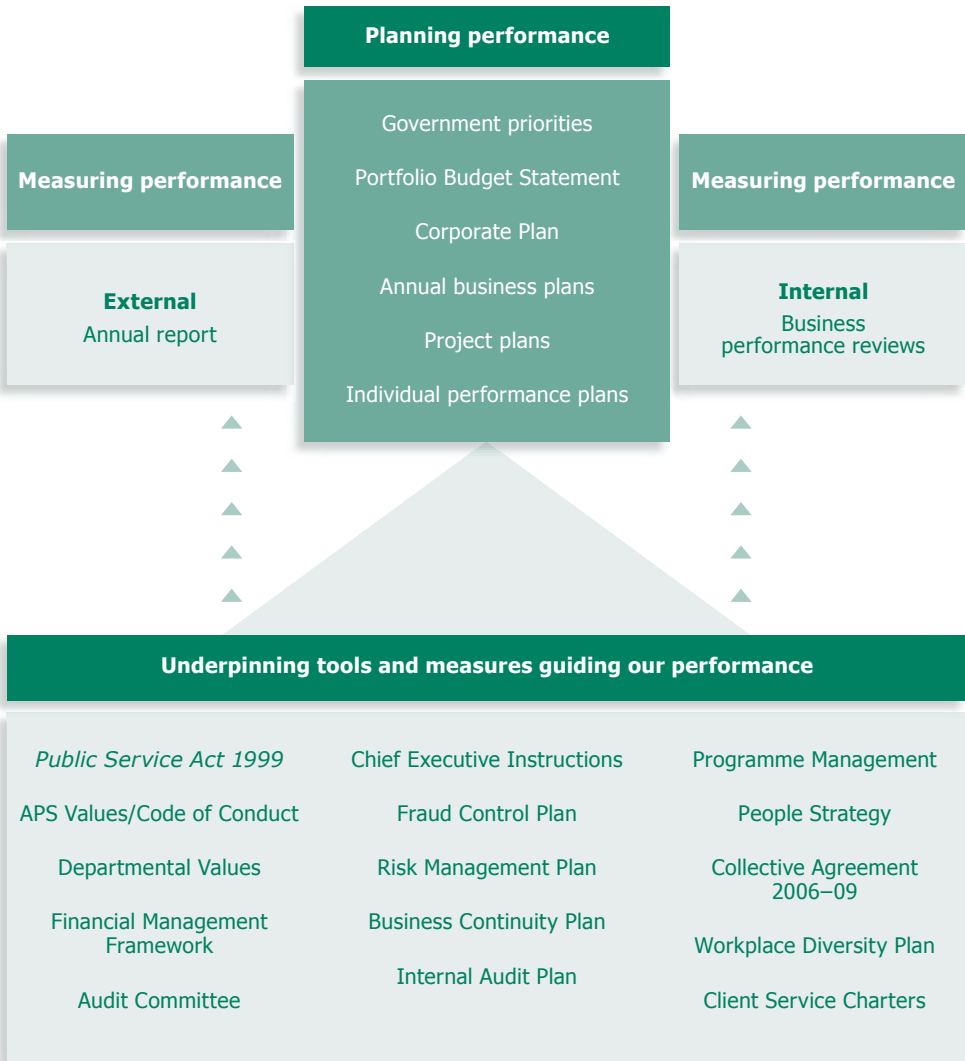 Planning performance
Government priorities
Portfolio Budget Statement
Corporate Plan
Annual business plans
Project plans
Individual performance plans
Measuring performance
External
Annual report
Measuring performance
Internal
Business
performance reviews
Underpinning tools and measures guiding our performance
Public Service Act 1999
APS Values/Code of Conduct
Departmental Values
Financial Management
Framework
Audit Committee
Chief Executive Instructions
Fraud Control Plan
Risk Management Plan
Business Continuity Plan
Internal Audit Plan
Programme Management
People Strategy
Collective Agreement
2006–09
Workplace Diversity Plan
Client Service Charters